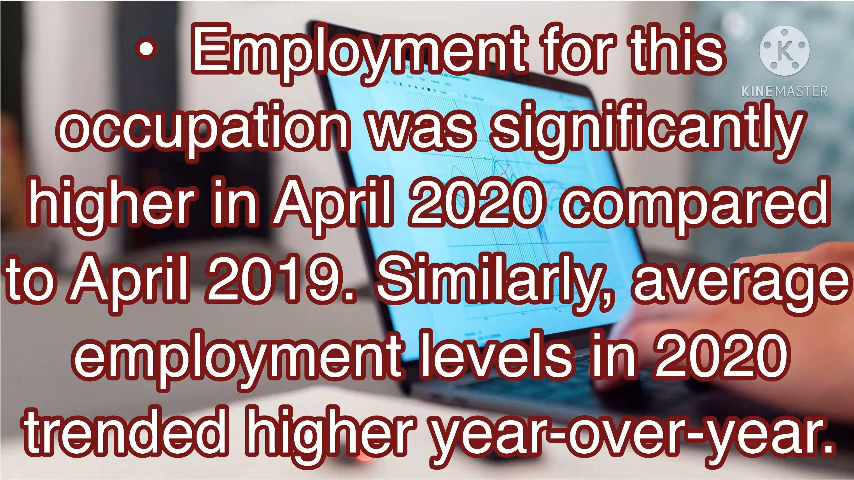 • Employment for this
occupation was significantly
higher in April 2020 compared
to April 2019. Similarly, average
employment levels in 2020
trended higher year-over-year.
K
KINEMASTER